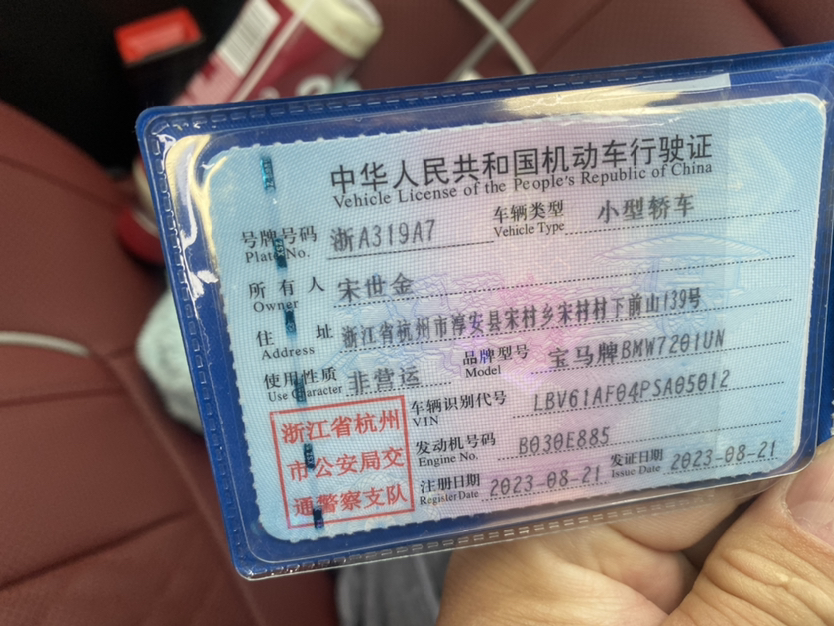 中华人民共和国机动车行驶证
Vehicle License of the People's Republic of China
号牌号码 浙A319A7 车辆类型 小型轿车
Plate No. Vehicle Type
所有人 宋世金
Owner
住址 浙江省杭州市淳安县宋村乡宋村村下前山139号
Address
使用性质 非营运 品牌型号 宝马牌BMW7201UN
Use Character Model
浙江省杭州
市公安局交
通警察支队
车辆识别代号 LBV61AF04PSA05012
VIN
发动机号码 B030E885
Engine No.
注册日期 2023-08-21 发证日期 2023-08-21
Register Date Issue Date